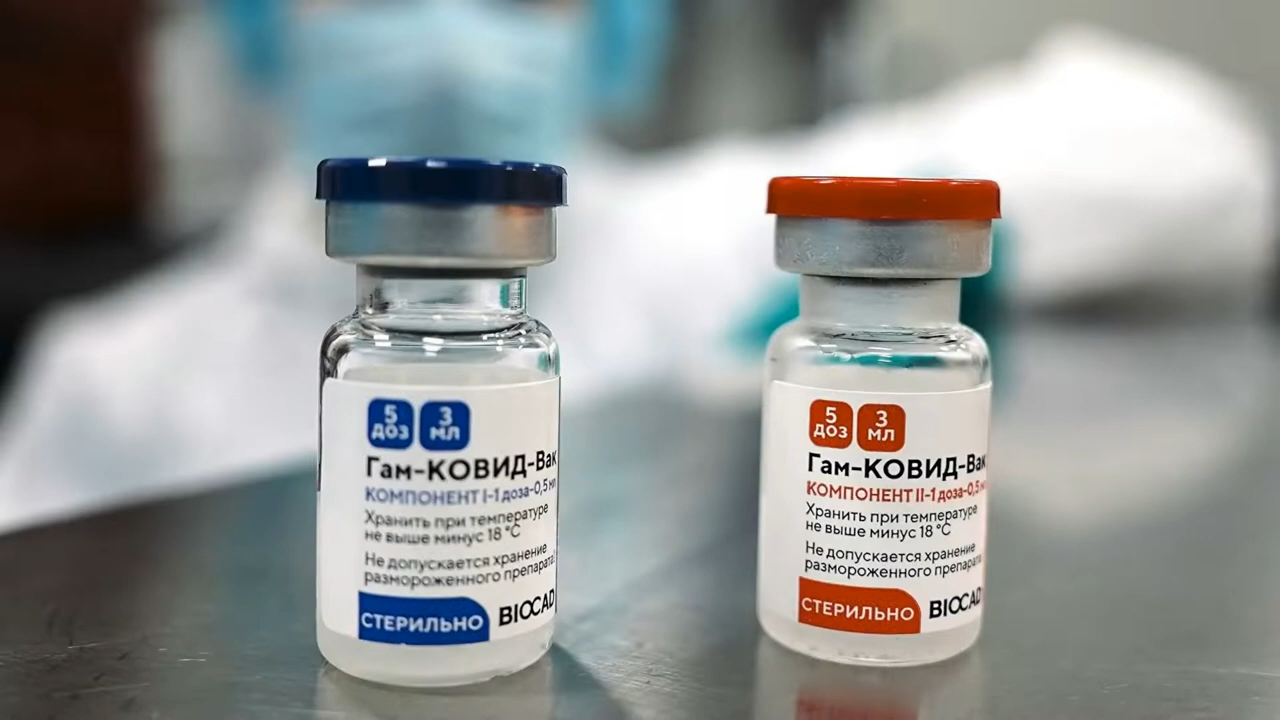 5 доз 3 мл
Гам-КОВИД-Вак
КОМПОНЕНТ I-1 доза-0,5 мл
Хранить при температуре
не выше минус 18 °С
Не допускается хранение
размороженного препарата!
СТЕРИЛЬНО BIOCAD
5 доз 3 мл
Гам-КОВИД-Вак
КОМПОНЕНТ II-1 доза-0,5
Хранить при температуре
не выше минус 18 °С
Не допускается хранение
размороженного препарата
СТЕРИЛЬНО BIOCAD